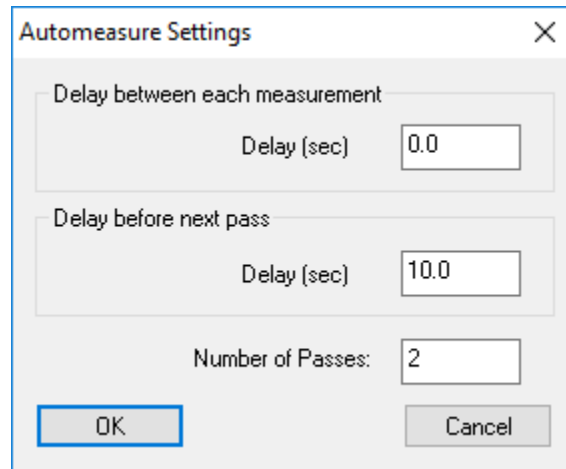 Automeasure Settings
Delay between each measurement
Delay (sec) 0.0
Delay before next pass
Delay (sec) 10.0
Number of Passes: 2
OK Cancel